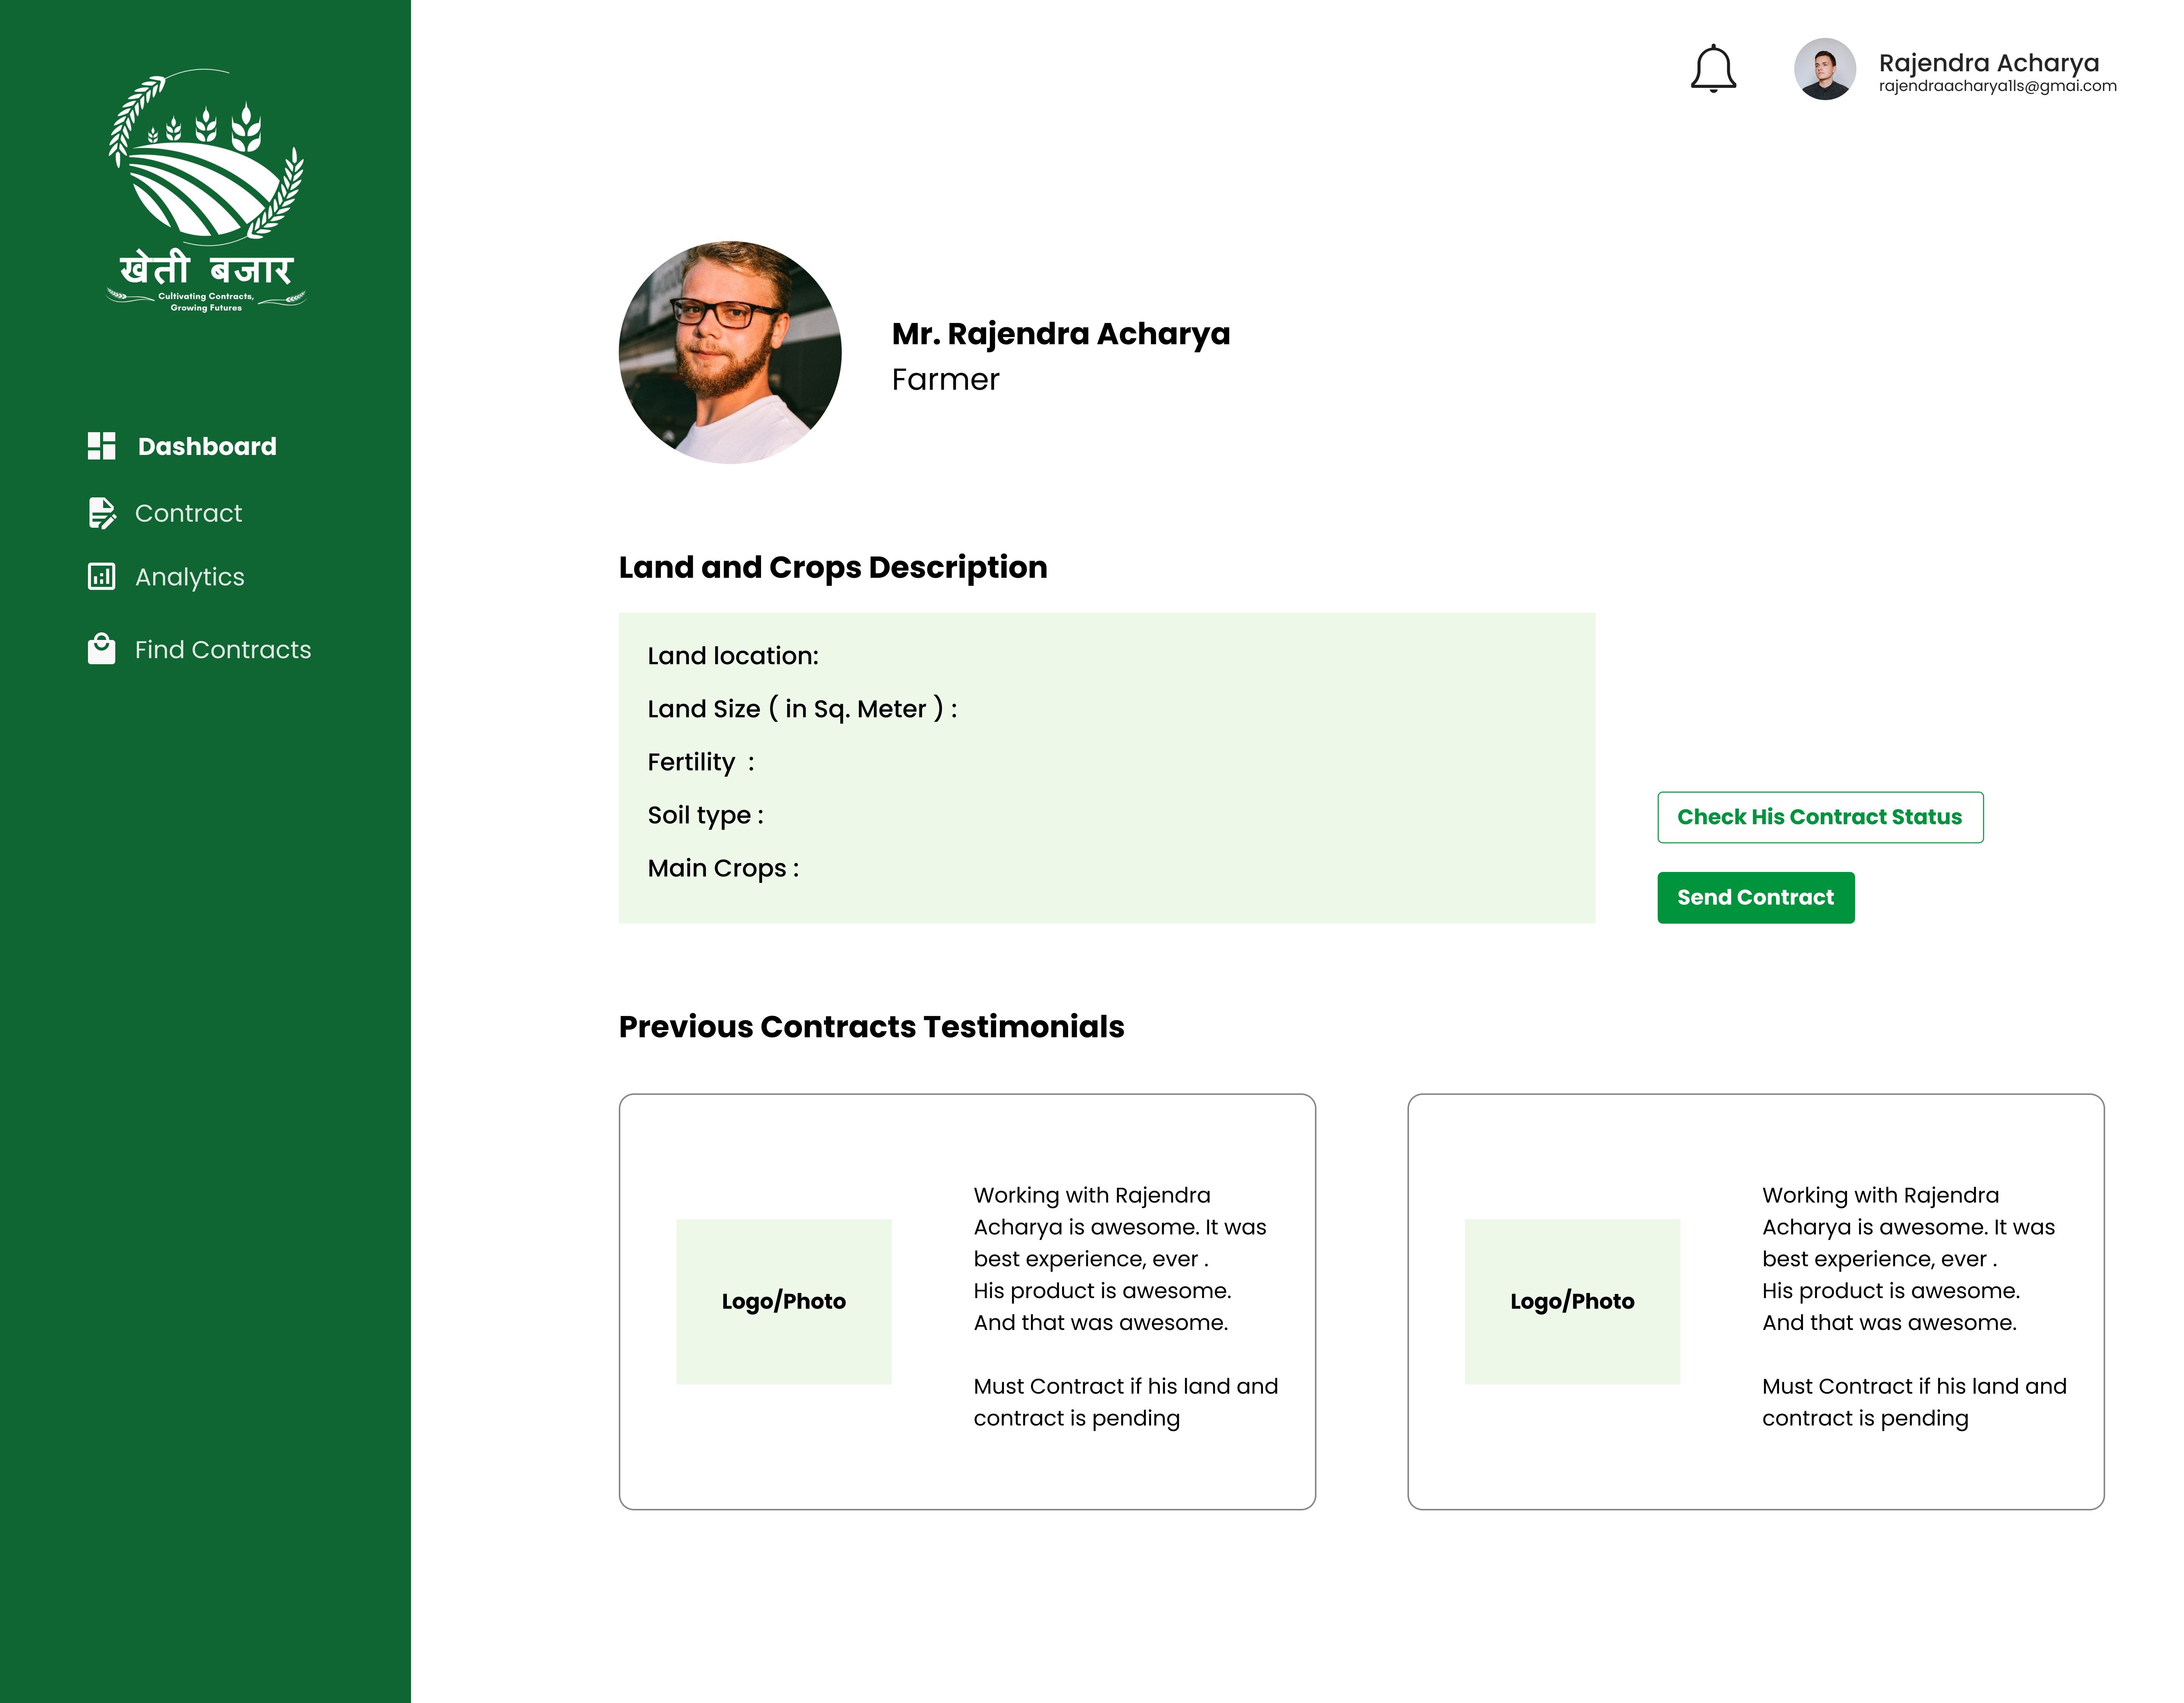 खेती बजार
Cultivating Contracts,
Growing Futures
Dashboard
Contract
Analytics
Find Contracts
Rajendra Acharya
rajendraacharya1ls@gmai.com
Mr. Rajendra Acharya
Farmer
Land and Crops Description
Land location:
Land Size ( in Sq. Meter ) :
Fertility  :
Soil type :
Main Crops :
Check His Contract Status
Send Contract
Previous Contracts Testimonials
Logo/Photo
Working with Rajendra
Acharya is awesome. It was
best experience, ever .
His product is awesome.
And that was awesome.
Must Contract if his land and
contract is pending
Logo/Photo
Working with Rajendra
Acharya is awesome. It was
best experience, ever .
His product is awesome.
And that was awesome.
Must Contract if his land and
contract is pending